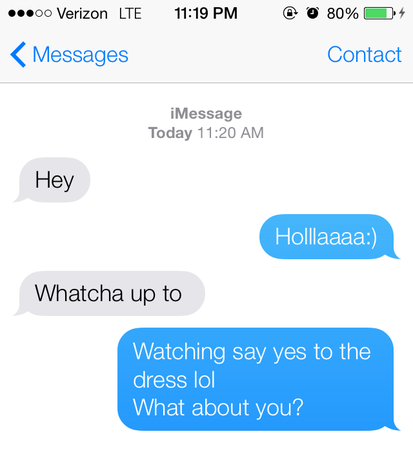 Verizon LTE 11:19 PM 80%
Messages Contact
iMessage
Today 11:20 AM
Hey
Holllaaaa:)
Whatcha up to
Watching say yes to the
dress lol
What about you?